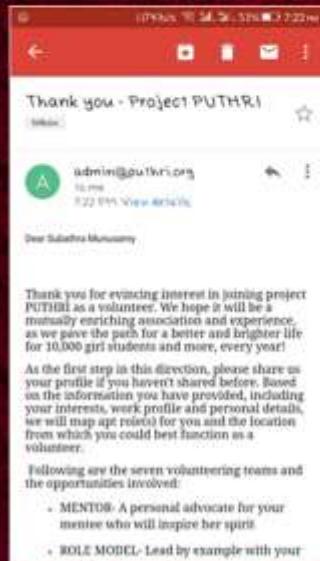 7:22 PM
Thank you - Project PUTHRI
Inbox
A
admin@puthri.org
to me
7:22 PM View details
Dear Subathra Munusamy
Thank you for evincing interest in joining project
PUTHRI as a volunteer. We hope it will be a
mutually enriching association and experience,
as we pave the path for a better and brighter life
for 10,000 girl students and more, every year!
As the first step in this direction, please share us
your profile if you haven't shared before. Based
on the information you have provided, including
your interests, work profile and personal details,
we will map apt role(s) for you and the location
from which you could best function as a
volunteer.
Following are the seven volunteering teams and
the opportunities involved:
• MENTOR- A personal advocate for your
mentee who will inspire her spirit
• ROLE MODEL- Lead by example with your